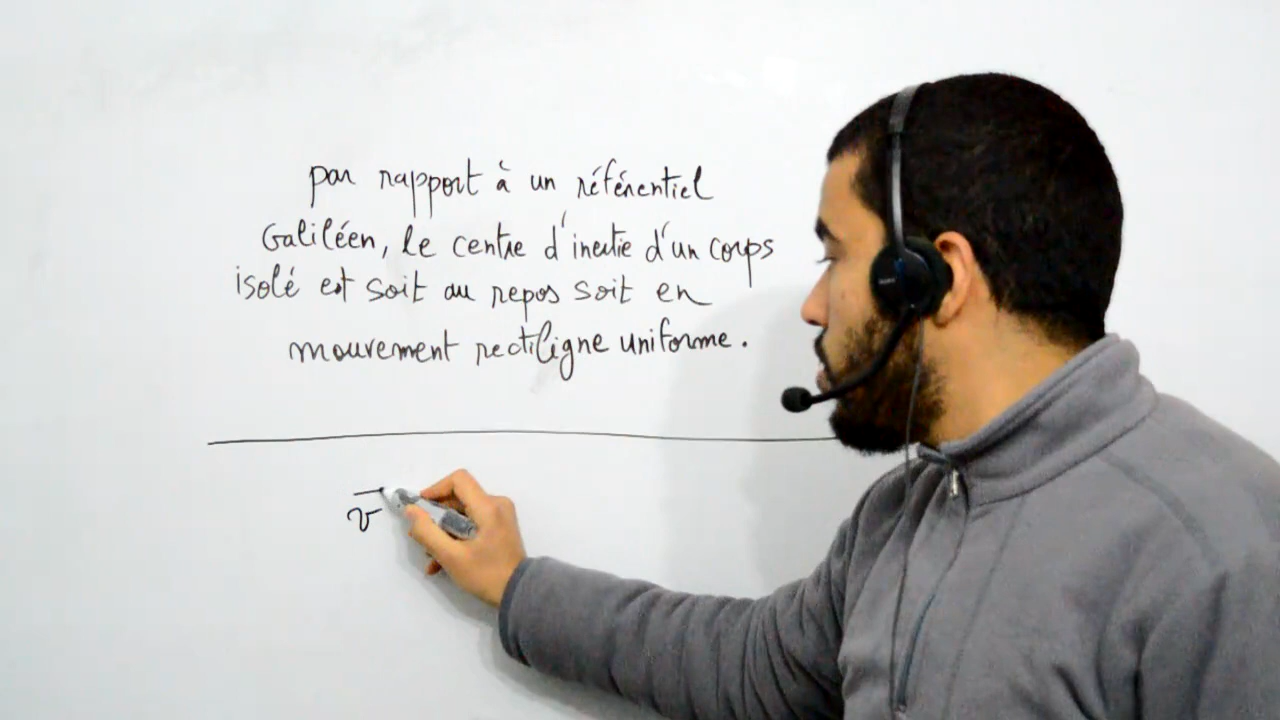 par rapport à un référentiel
Galiléen, le centre d'inertie d'un corps
isolé est soit au repos soit en
mouvement rectiligne uniforme.
v